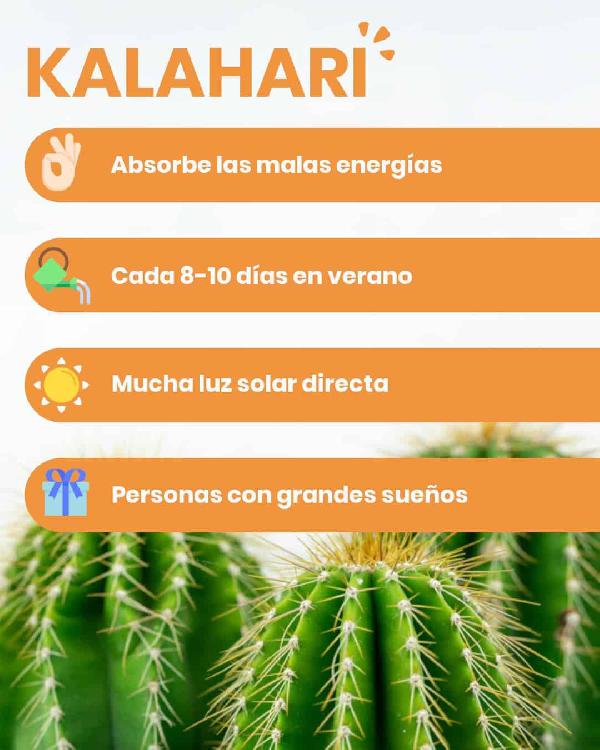 KALAHARI
Absorbe las malas energías
Cada 8-10 días en verano
Mucha luz solar directa
Personas con grandes sueños